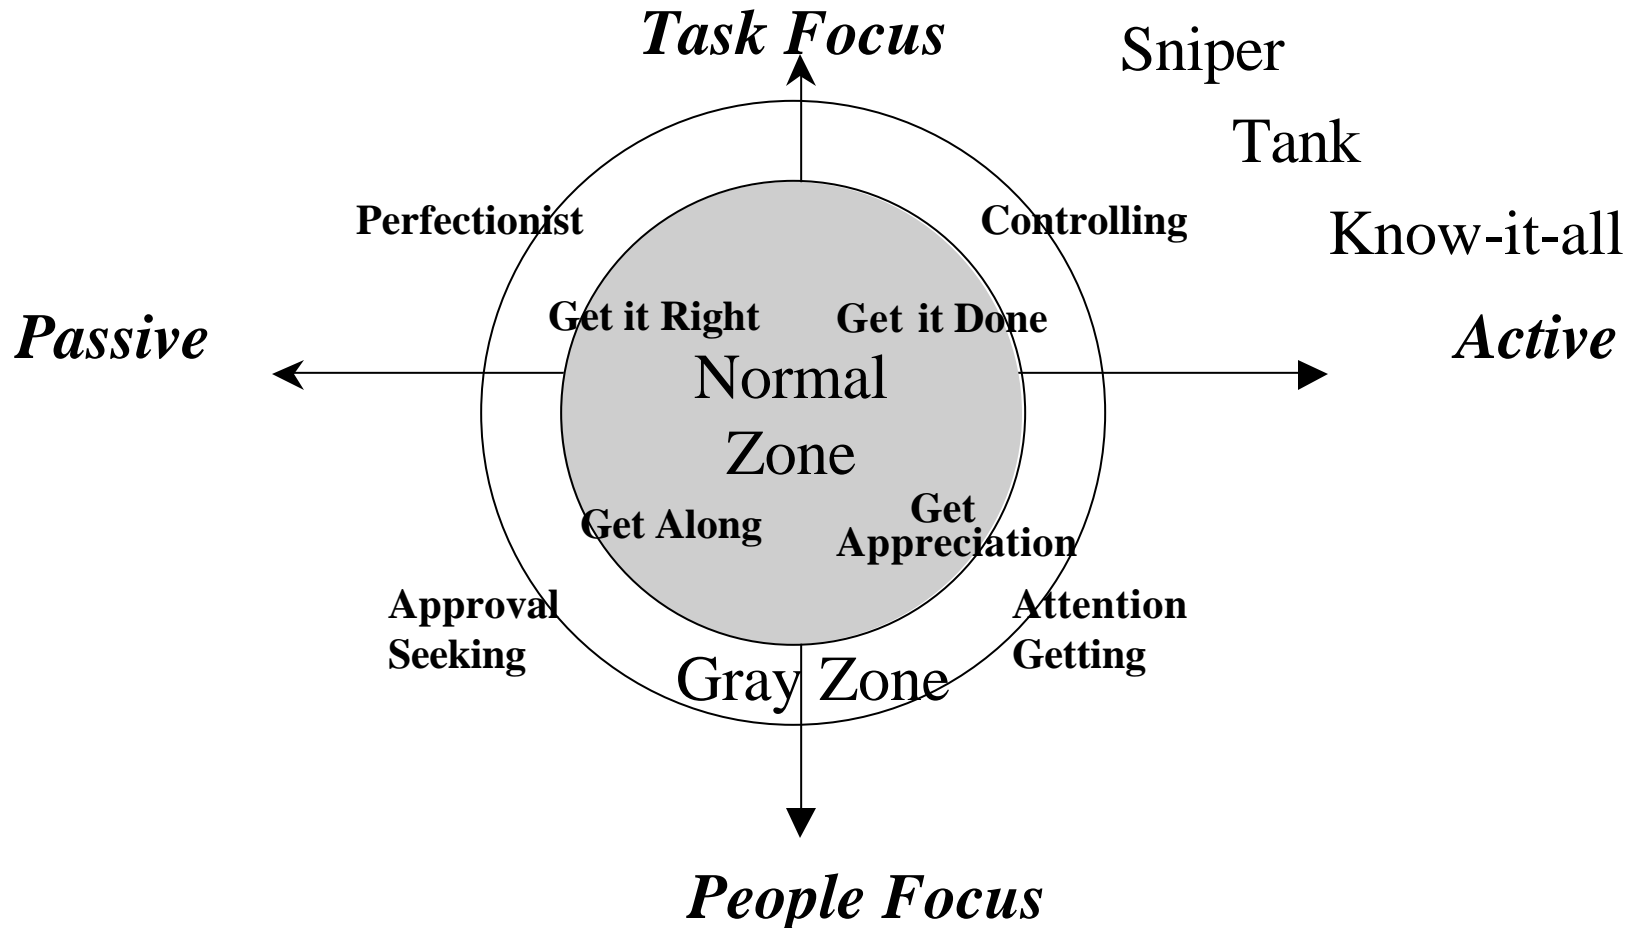 Task Focus
Sniper
Tank
Perfectionist
Controlling
Know-it-all
Get it Right
Get it Done
Passive
Active
Normal
Zone
Get Along
Get
Appreciation
Approval
Seeking
Attention
Getting
Gray Zone
People Focus